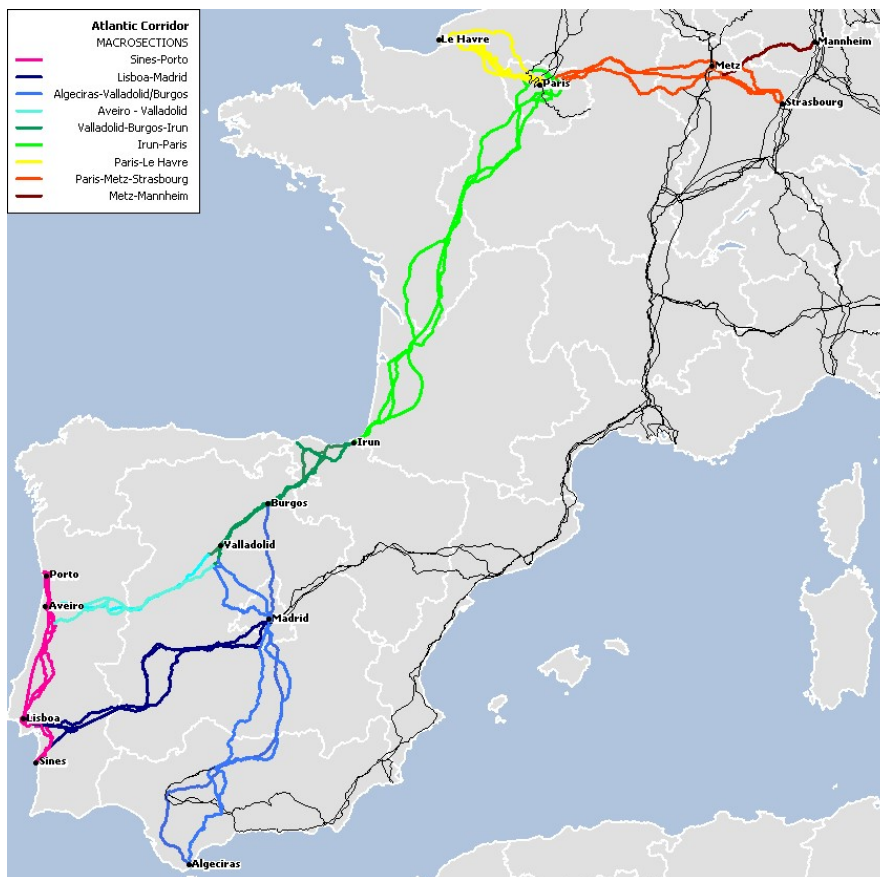 Atlantic Corridor
MACROSECTIONS
Sines-Porto
Lisboa-Madrid
Algeciras-Valladolid/Burgos
Aveiro - Valladolid
Valladolid-Burgos-Irun
Irun-Paris
Paris-Le Havre
Paris-Metz-Strasbourg
Metz-Mannheim
Le Havre
Mannheim
Metz
Paris
Strasbourg
Irun
Burgos
Valladolid
Porto
Aveiro
Madrid
Lisboa
Sines
Algeciras